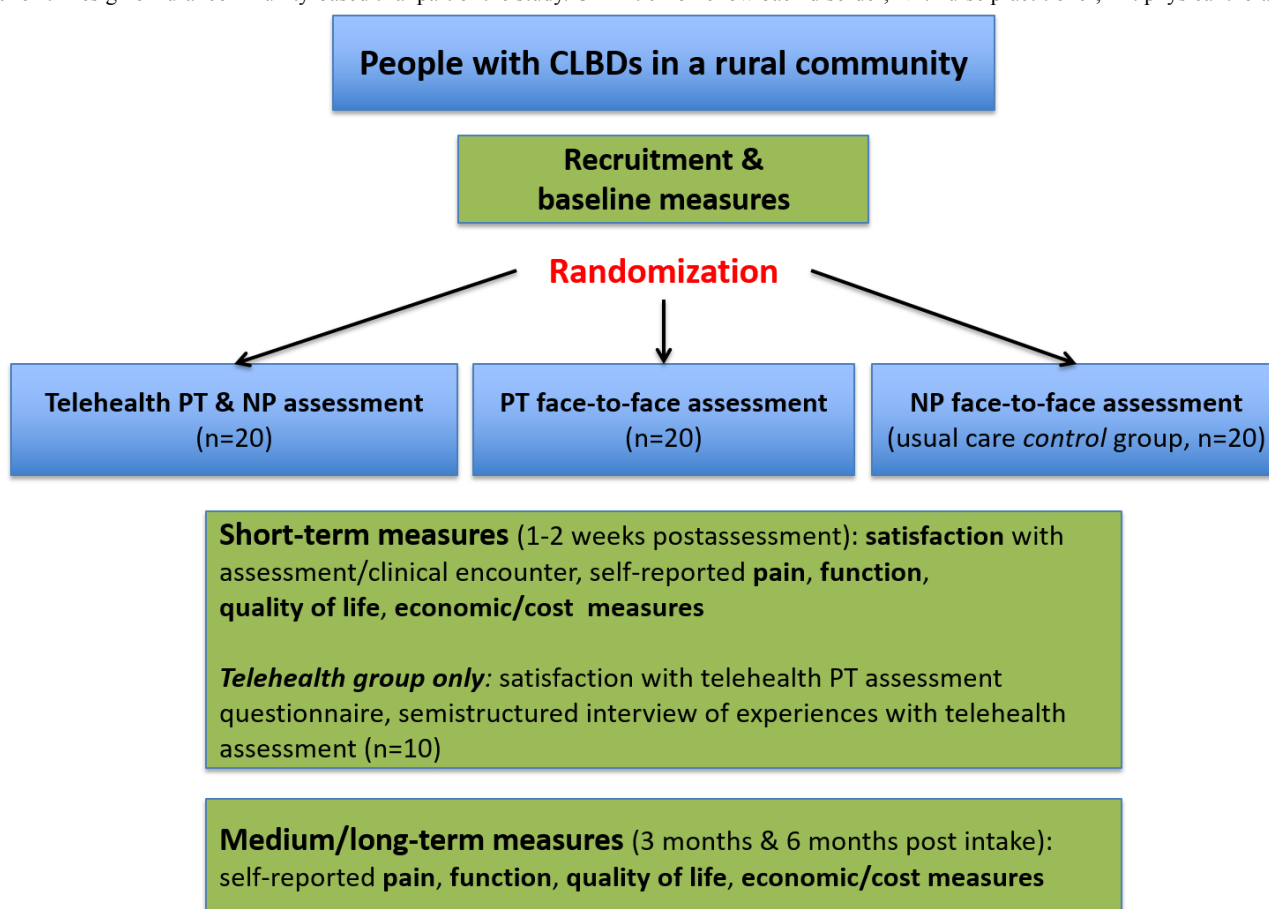 People with CLBDs in a rural community
Recruitment &
baseline measures
Randomization
Telehealth PT & NP assessment
(n=20)
PT face-to-face assessment
(n=20)
NP face-to-face assessment
(usual care control group, n=20)
Short-term measures (1-2 weeks postassessment): satisfaction with
assessment/clinical encounter, self-reported pain, function,
quality of life, economic/cost measures
Telehealth group only: satisfaction with telehealth PT assessment
questionnaire, semistructured interview of experiences with telehealth
assessment (n=10)
Medium/long-term measures (3 months & 6 months post intake):
self-reported pain, function, quality of life, economic/cost measures